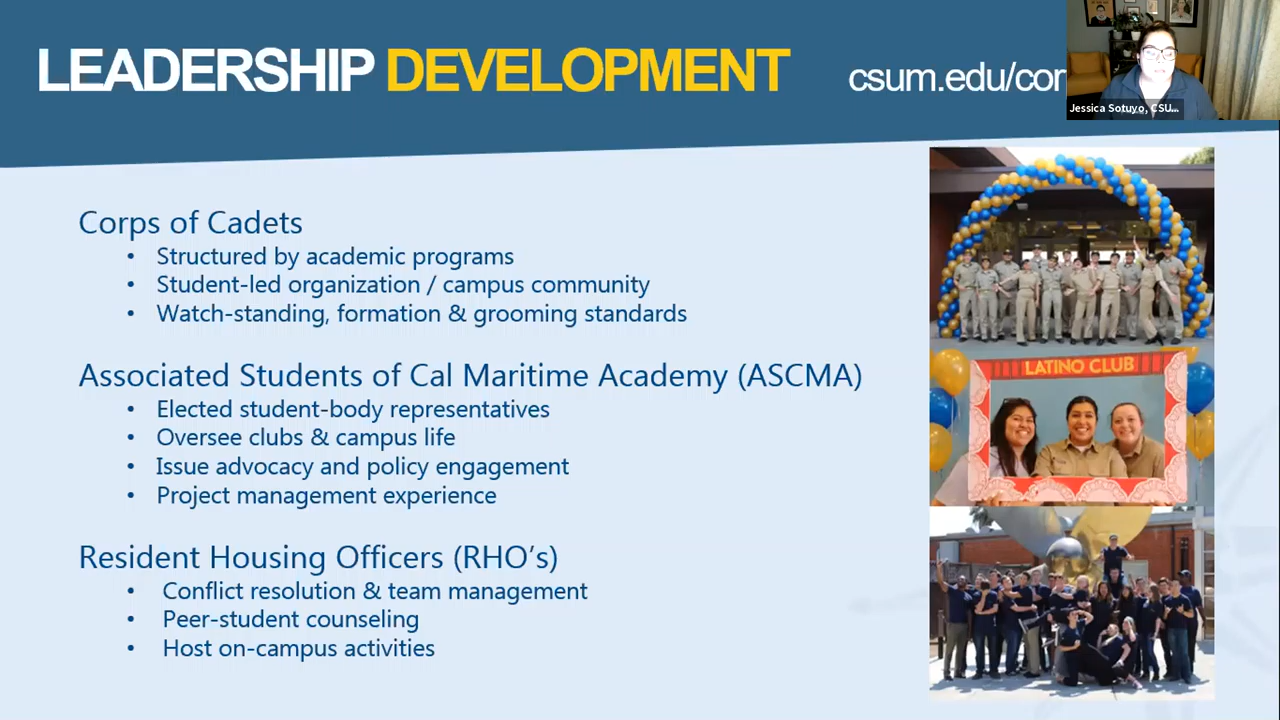 LEADERSHIP DEVELOPMENT
csum.edu/cor
Jessica Sotuyo, CSU...
Corps of Cadets
• Structured by academic programs
• Student-led organization / campus community
• Watch-standing, formation & grooming standards
Associated Students of Cal Maritime Academy (ASCMA)
• Elected student-body representatives
• Oversee clubs & campus life
• Issue advocacy and policy engagement
• Project management experience
Resident Housing Officers (RHO’s)
• Conflict resolution & team management
• Peer-student counseling
• Host on-campus activities
LATINO CLUB